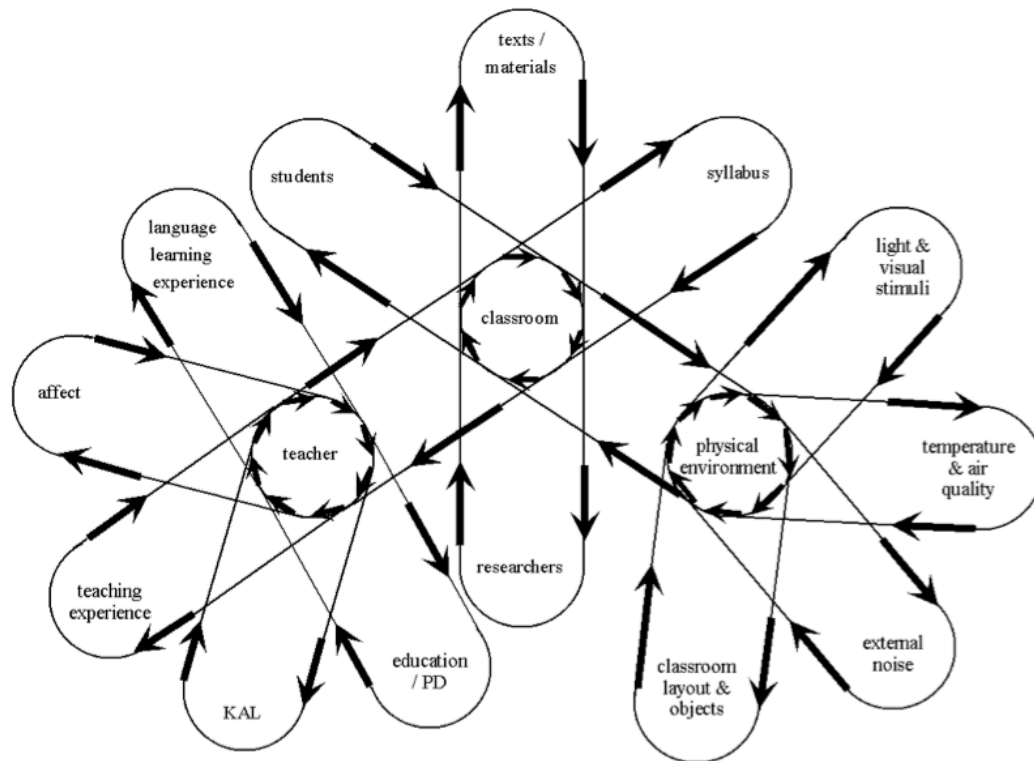 texts /
materials
students
syllabus
language
learning
experience
light &
visual
stimuli
classroom
affect
teacher
physical
environment
temperature
& air
quality
teaching
experience
researchers
education
/ PD
KAL
classroom
layout &
objects
external
noise